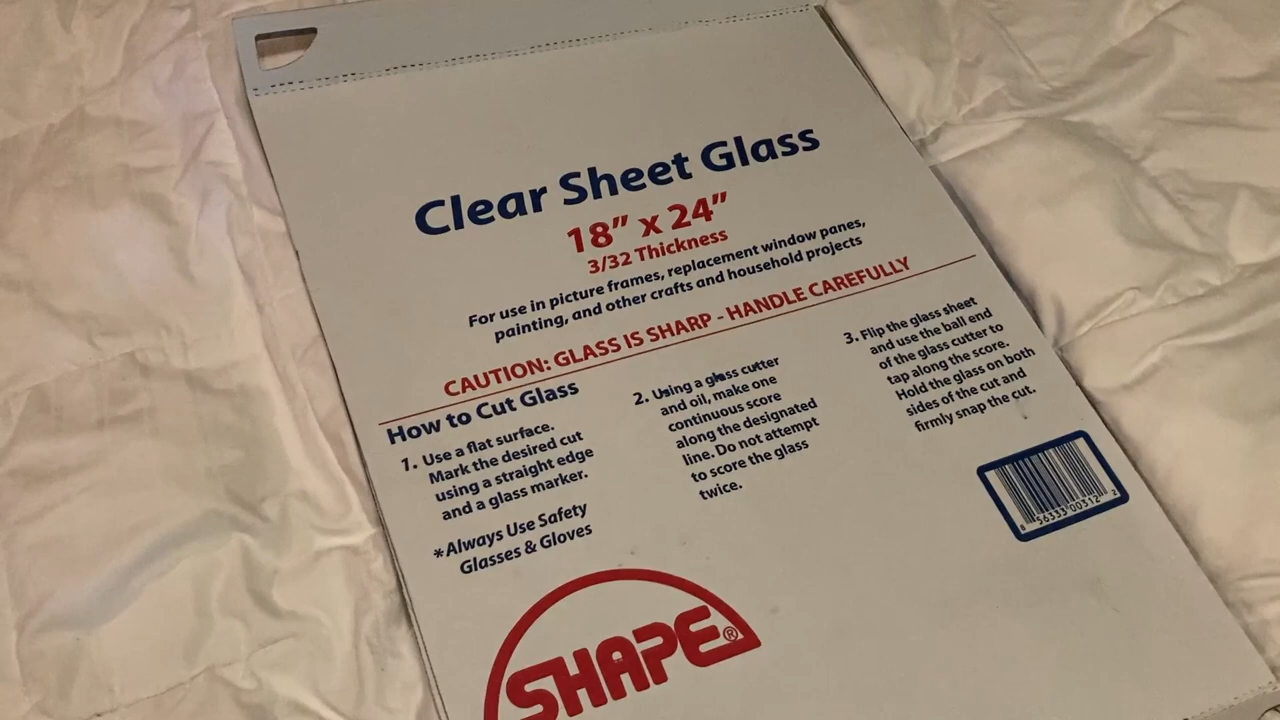 Clear Sheet Glass
18” x 24”
3/32 Thickness
For use in picture frames, replacement window panes,
painting, and other crafts and household projects
CAUTION: GLASS IS SHARP - HANDLE CAREFULLY
How to Cut Glass
1. Use a flat surface.
Mark the desired cut
using a straight edge
and a glass marker.
*Always Use Safety
Glasses & Gloves
2. Using a glass cutter
and oil, make one
continuous score
along the designated
line. Do not attempt
to score the glass
twice.
3. Flip the glass sheet
and use the ball end
of the glass cutter to
tap along the score.
Hold the glass on both
sides of the cut and
firmly snap the cut.
8 56333 00312 2
SHAPE®